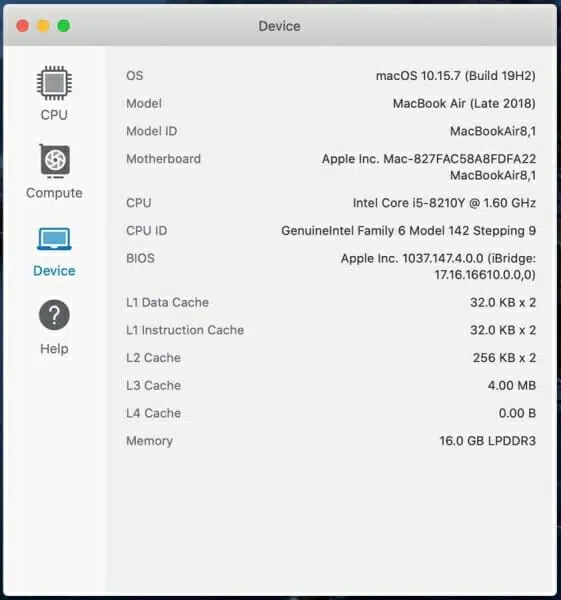 Device
CPU
Compute
Device
Help
OS macOS 10.15.7 (Build 19H2)
Model MacBook Air (Late 2018)
Model ID MacBookAir8,1
Motherboard Apple Inc. Mac-827FAC58A8FDFA22
MacBookAir8,1
CPU Intel Core i5-8210Y @ 1.60 GHz
CPU ID GenuineIntel Family 6 Model 142 Stepping 9
BIOS Apple Inc. 1037.147.4.0.0 (iBridge:
17.16.16610.0.0,0)
L1 Data Cache 32.0 KB x 2
L1 Instruction Cache 32.0 KB x 2
L2 Cache 256 KB x 2
L3 Cache 4.00 MB
L4 Cache 0.00 B
Memory 16.0 GB LPDDR3